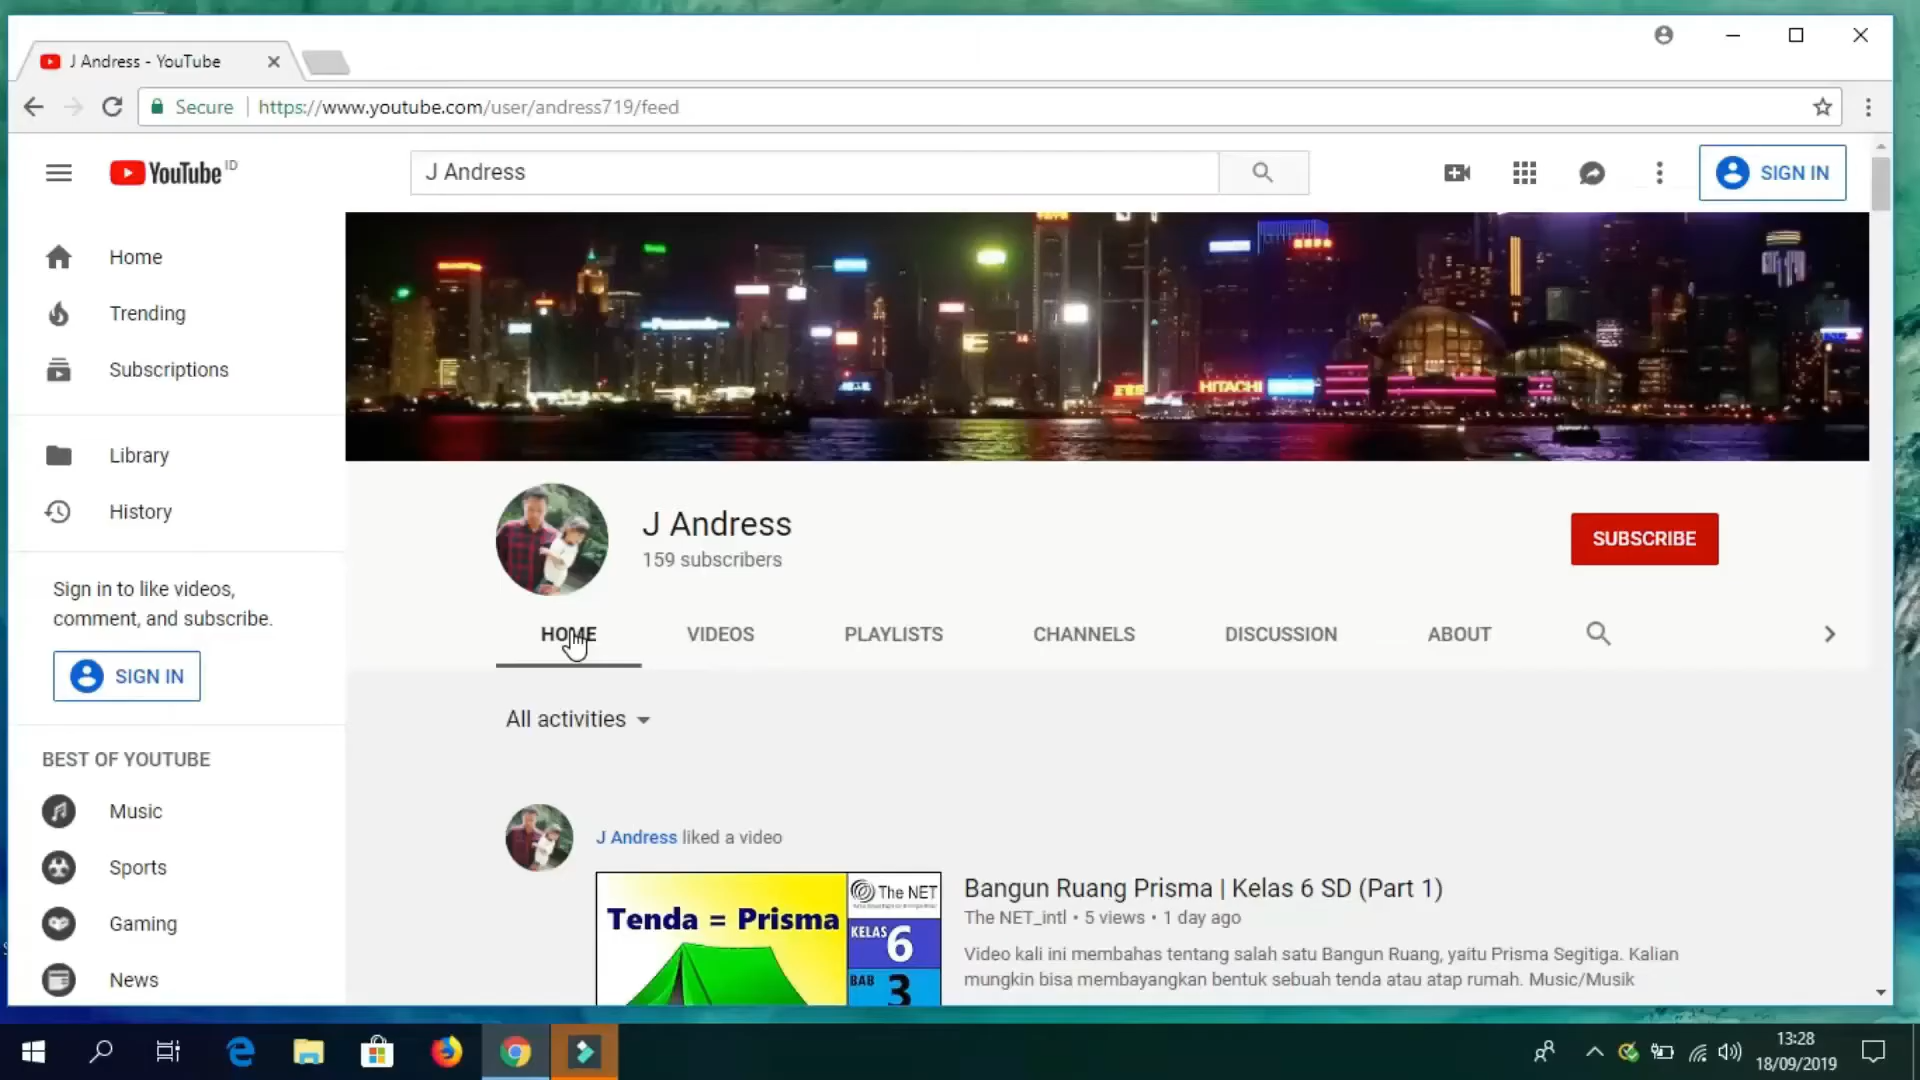 J Andress - YouTube
Secure
https://www.youtube.com/user/andress719/feed
YouTube ID
J Andress
SIGN IN
Home
Trending
Subscriptions
Library
History
Sign in to like videos,
comment, and subscribe.
SIGN IN
BEST OF YOUTUBE
Music
Sports
Gaming
News
HITACHI
J Andress
159 subscribers
SUBSCRIBE
HOME
VIDEOS
PLAYLISTS
CHANNELS
DISCUSSION
ABOUT
All activities
J Andress liked a video
Tenda = Prisma
The NET
KELAS 6
BAB 3
Bangun Ruang Prisma | Kelas 6 SD (Part 1)
The NET_intl • 5 views • 1 day ago
Video kali ini membahas tentang salah satu Bangun Ruang, yaitu Prisma Segitiga. Kalian
mungkin bisa membayangkan bentuk sebuah tenda atau atap rumah. Music/Musik
13:28
18/09/2019